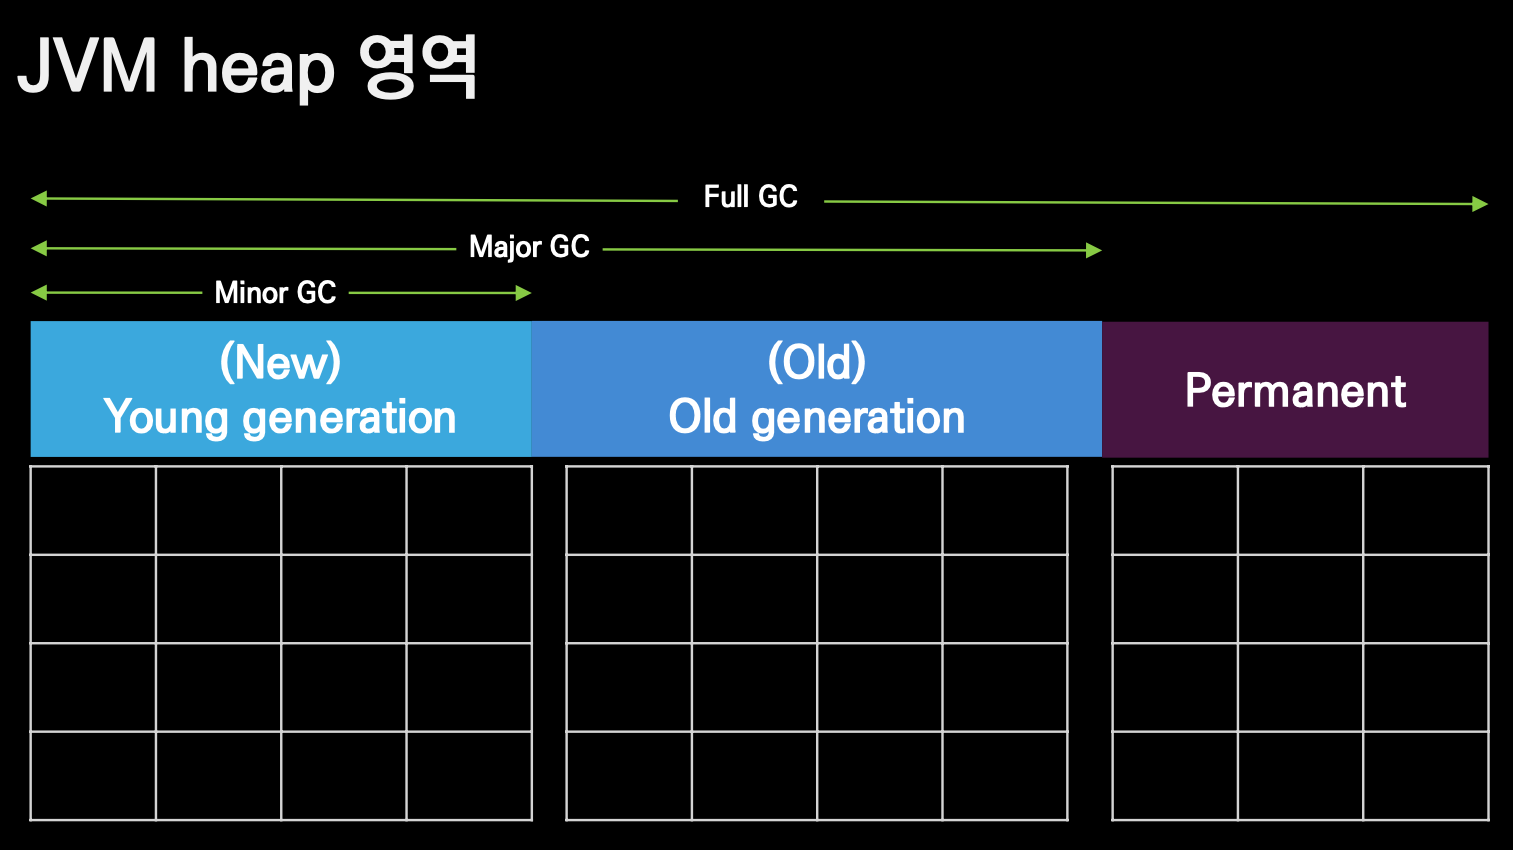 JVM heap 영역
Full GC
Major GC
Minor GC
(New)
Young generation
(Old)
Old generation
Permanent